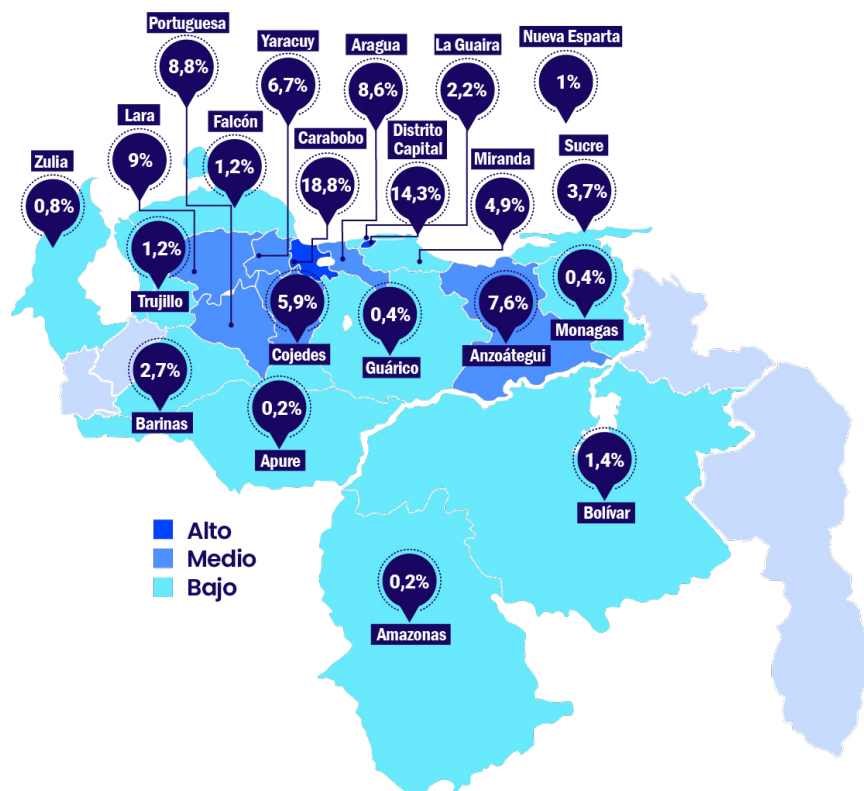 Portuguesa
8,8%
Yaracuy
6,7%
Aragua
8,6%
La Guaira
2,2%
Nueva Esparta
1%
Lara
9%
Falcón
1,2%
Carabobo
18,8%
Distrito
Capital
14,3%
Miranda
4,9%
Sucre
3,7%
Zulia
0,8%
1,2%
Trujillo
5,9%
Cojedes
0,4%
Guárico
7,6%
Anzoátegui
0,4%
Monagas
2,7%
Barinas
0,2%
Apure
1,4%
Bolívar
Alto
Medio
Bajo
0,2%
Amazonas